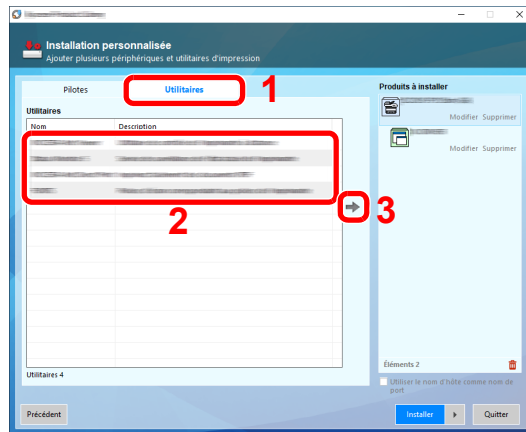 Installation personnalisée
Ajouter plusieurs périphériques et utilitaires d'impression
Pilotes
Utilitaires
1
Produits à installer
Utilitaires
Nom
Description
Modifier Supprimer
Modifier Supprimer
2
3
Utilitaires 4
Éléments 2
Utiliser le nom d'hôte comme nom de
port
Précédent
Installer
Quitter